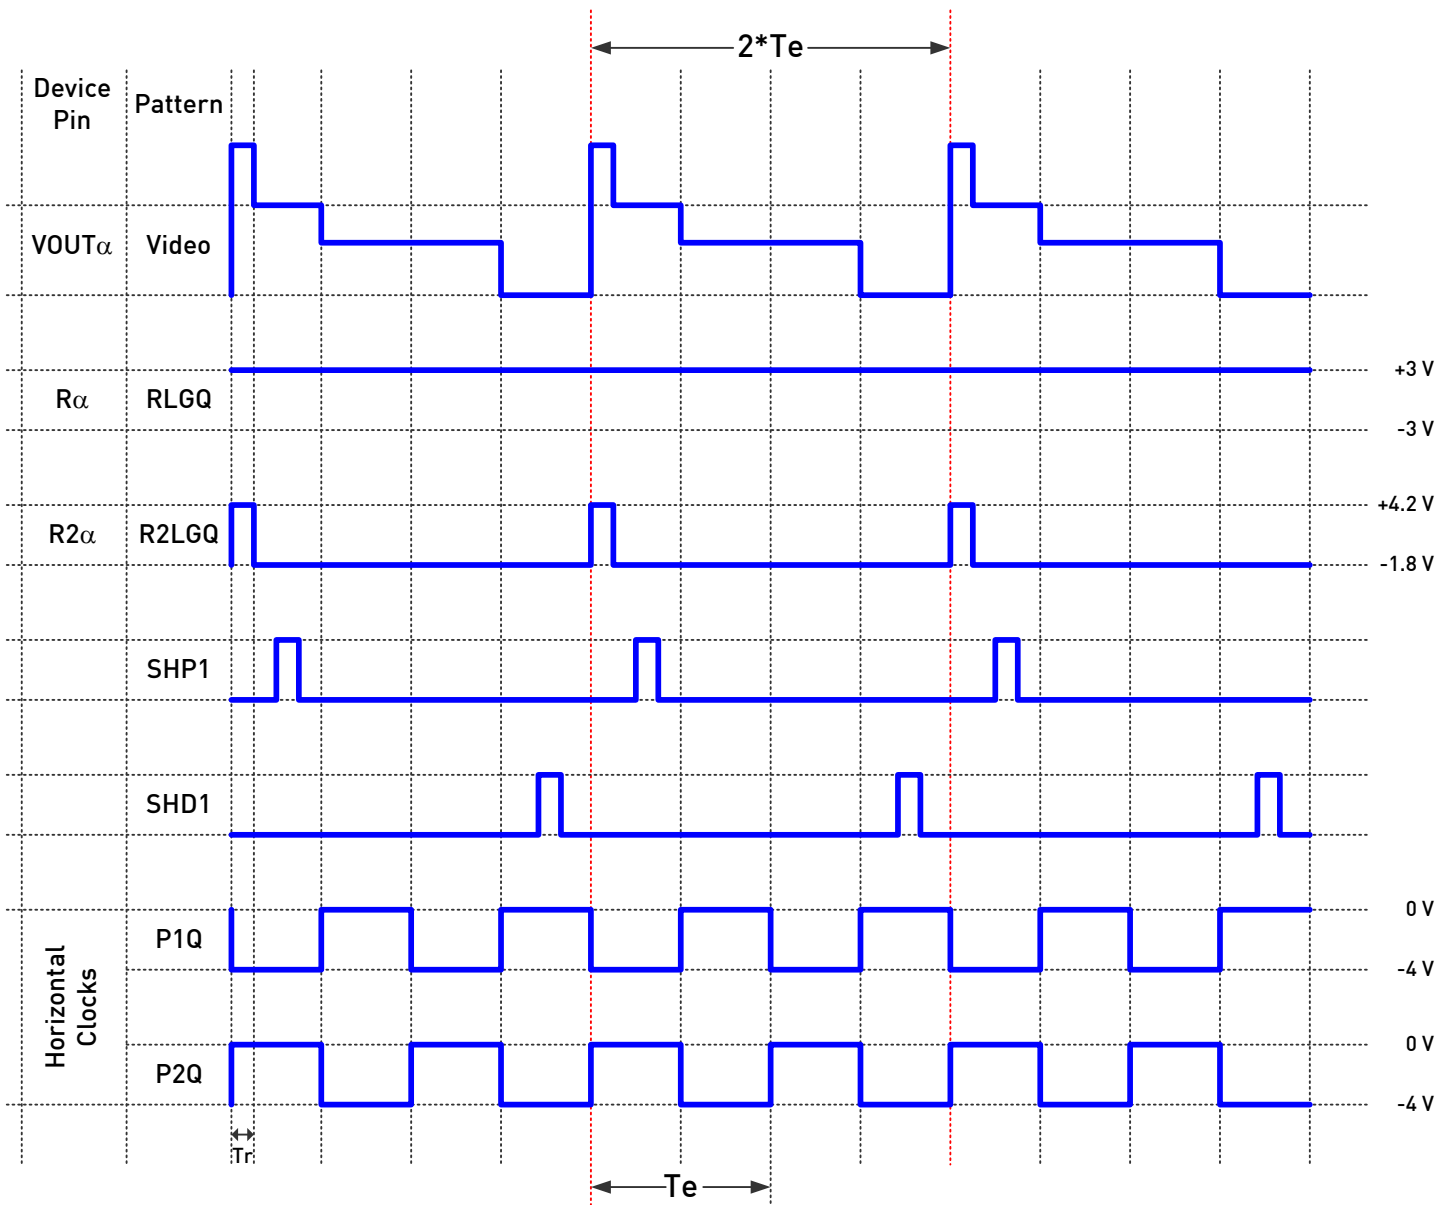 2*Te
Device
Pin
Pattern
VOUTα
Video
+3 V
Rα
RLGQ
-3 V
+4.2 V
R2α
R2LGQ
-1.8 V
SHP1
SHD1
0 V
P1Q
-4 V
Horizontal
Clocks
0 V
P2Q
-4 V
Tr
Te